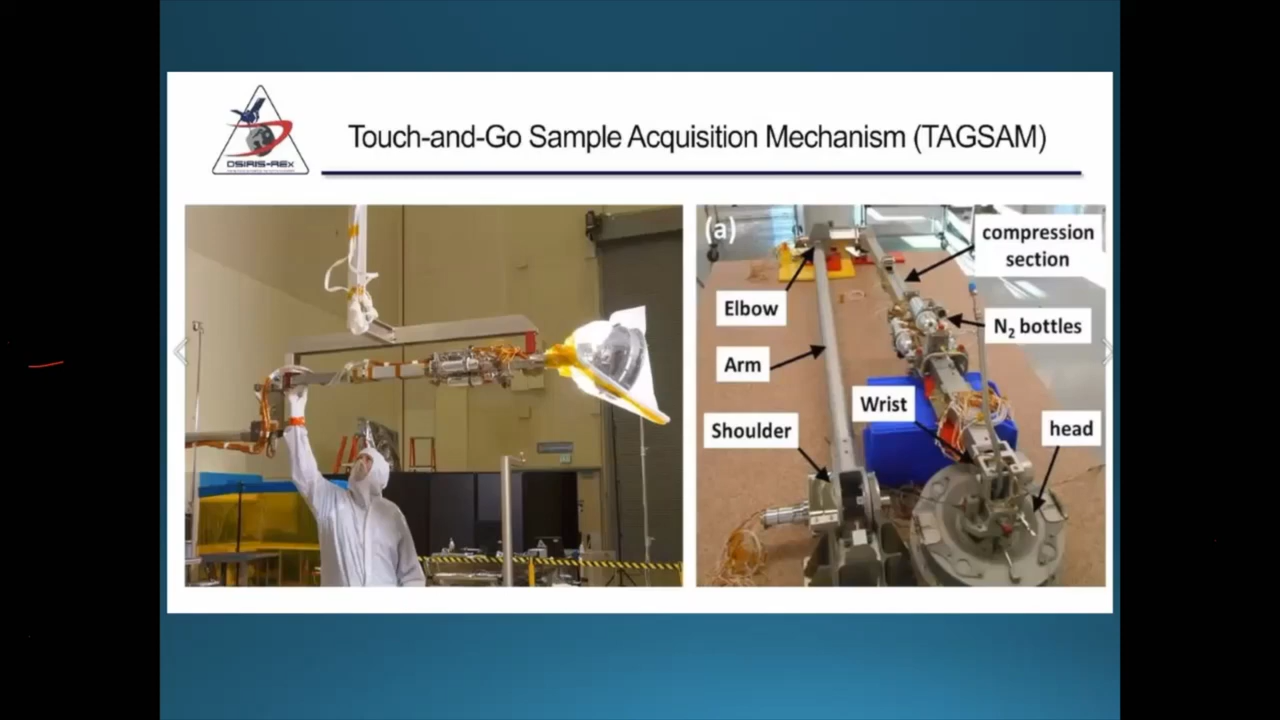 OSIRIS-REx
Touch-and-Go Sample Acquisition Mechanism (TAGSAM)
(a)
compression
section
Elbow
N₂ bottles
Arm
Wrist
Shoulder
head